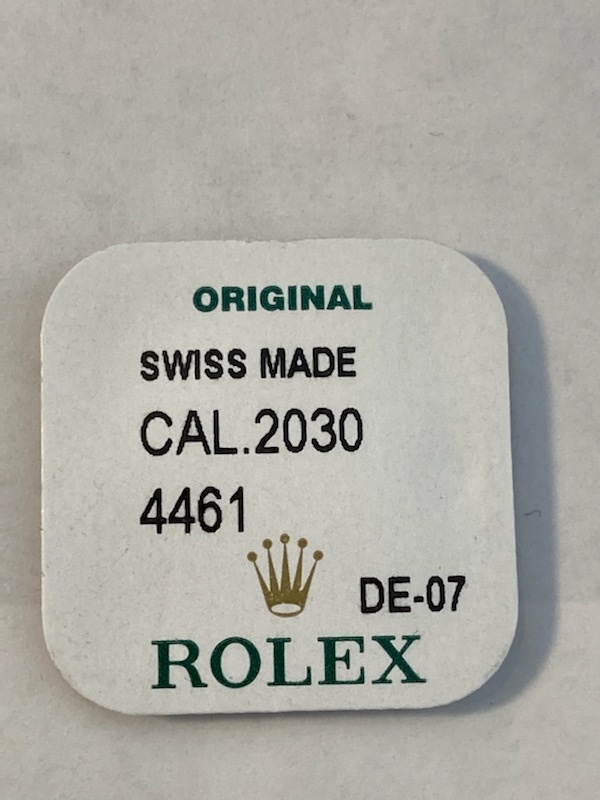 ORIGINAL
SWISS MADE
CAL.2030
4461
DE-07
ROLEX